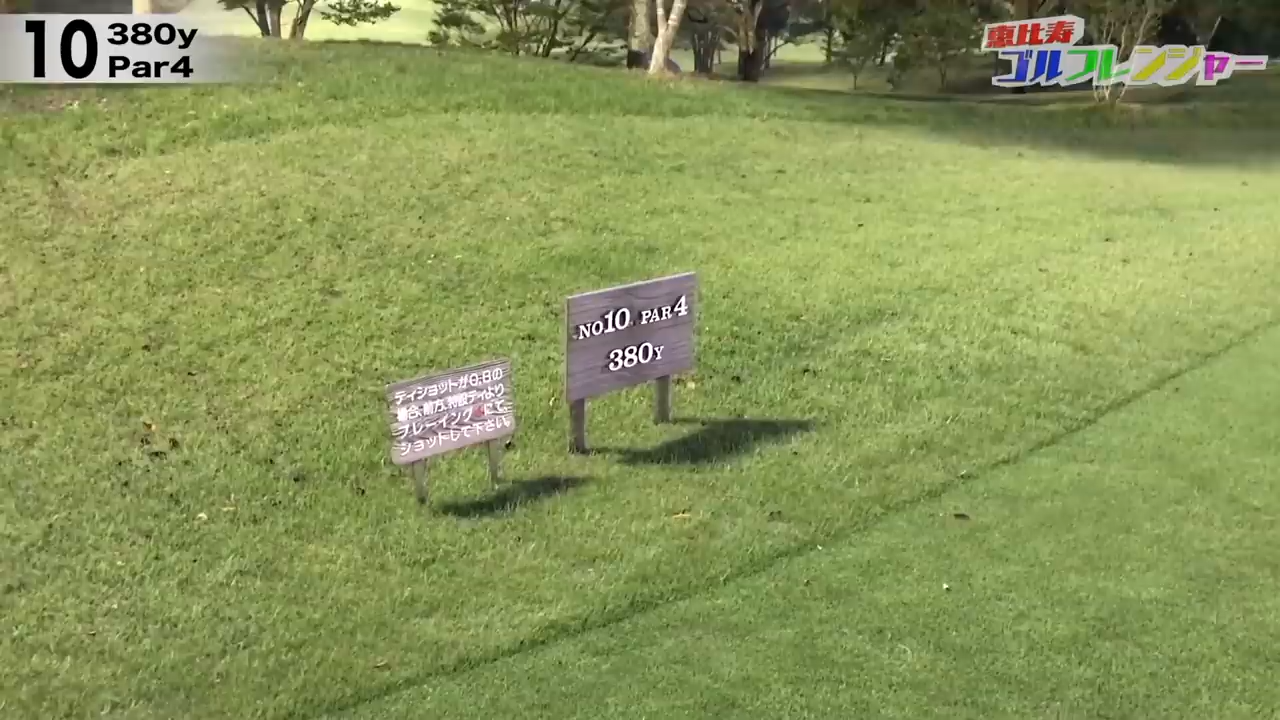 10
380y
Par4
恵比寿
ゴルフレンジャー
NO10. PAR4
380Y
ティショットがO.Bの
場合、前方、特設ティより
プレーイング にて、
ショットして下さい。